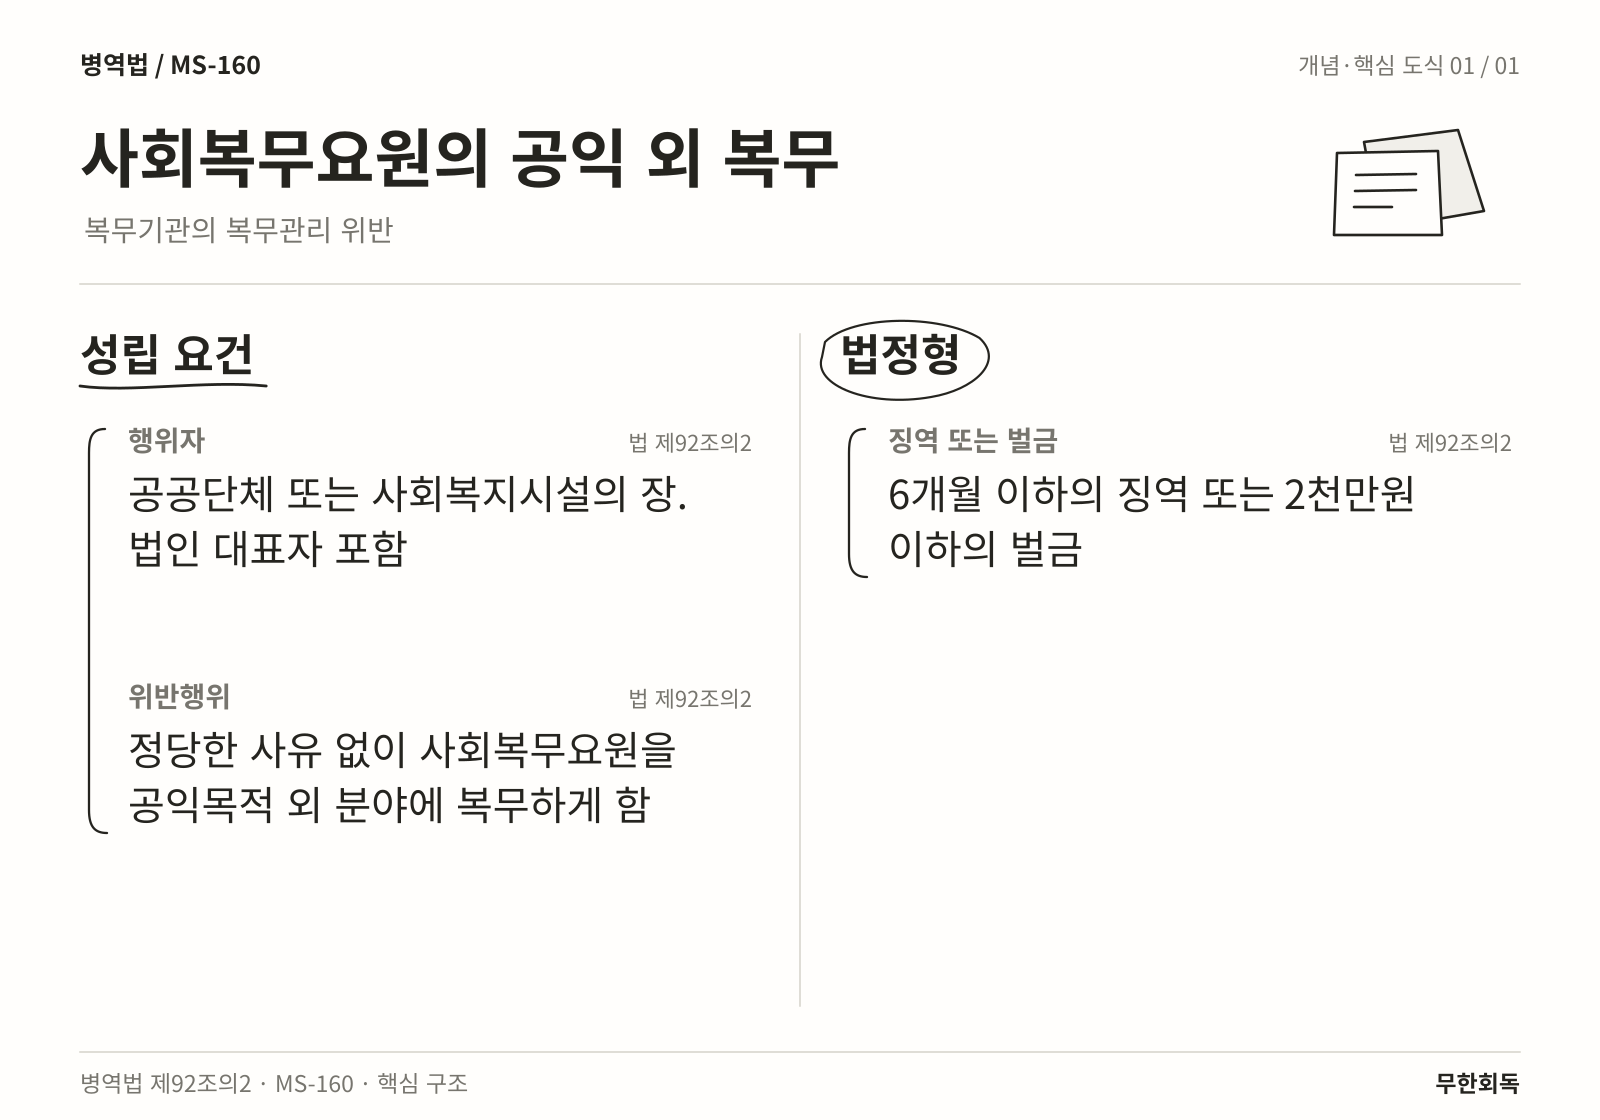 병역법 / MS-160
개념·핵심 도식 01 / 01
사회복무요원의 공익 외 복무
복무기관의 복무관리 위반
성립 요건
행위자
법 제92조의2
공공단체 또는 사회복지시설의 장.
법인 대표자 포함
위반행위
법 제92조의2
정당한 사유 없이 사회복무요원을
공익목적 외 분야에 복무하게 함
법정형
징역 또는 벌금
법 제92조의2
6개월 이하의 징역 또는 2천만원
이하의 벌금
병역법 제92조의2 · MS-160 · 핵심 구조
무한회독